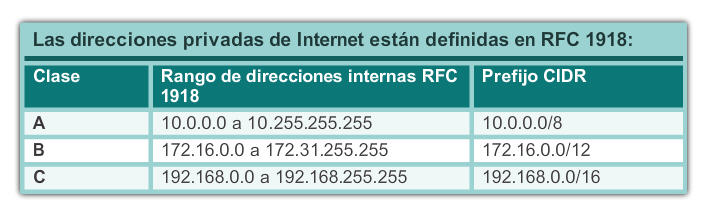 Las direcciones privadas de Internet están definidas en RFC 1918:
Clase Rango de direcciones internas RFC 1918 Prefijo CIDR
A 10.0.0.0 a 10.255.255.255 10.0.0.0/8
B 172.16.0.0 a 172.31.255.255 172.16.0.0/12
C 192.168.0.0 a 192.168.255.255 192.168.0.0/16